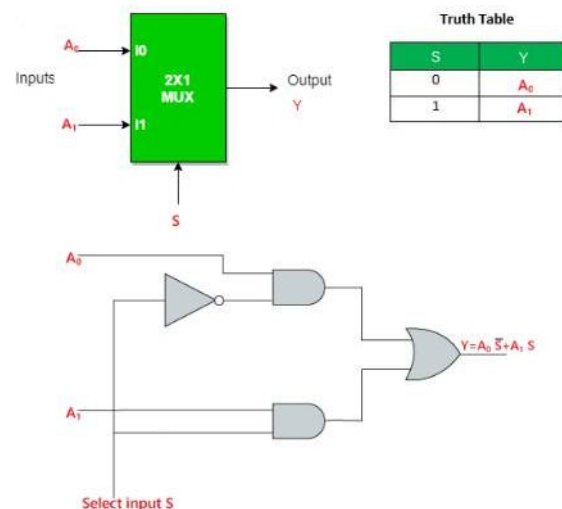 Truth Table
A₀ I0
Inputs 2X1 MUX Output
Y
A₁ I1
S
S Y
0 A₀
1 A₁
A₀
A₁
Y=A₀ S̅+A₁ S
Select input S